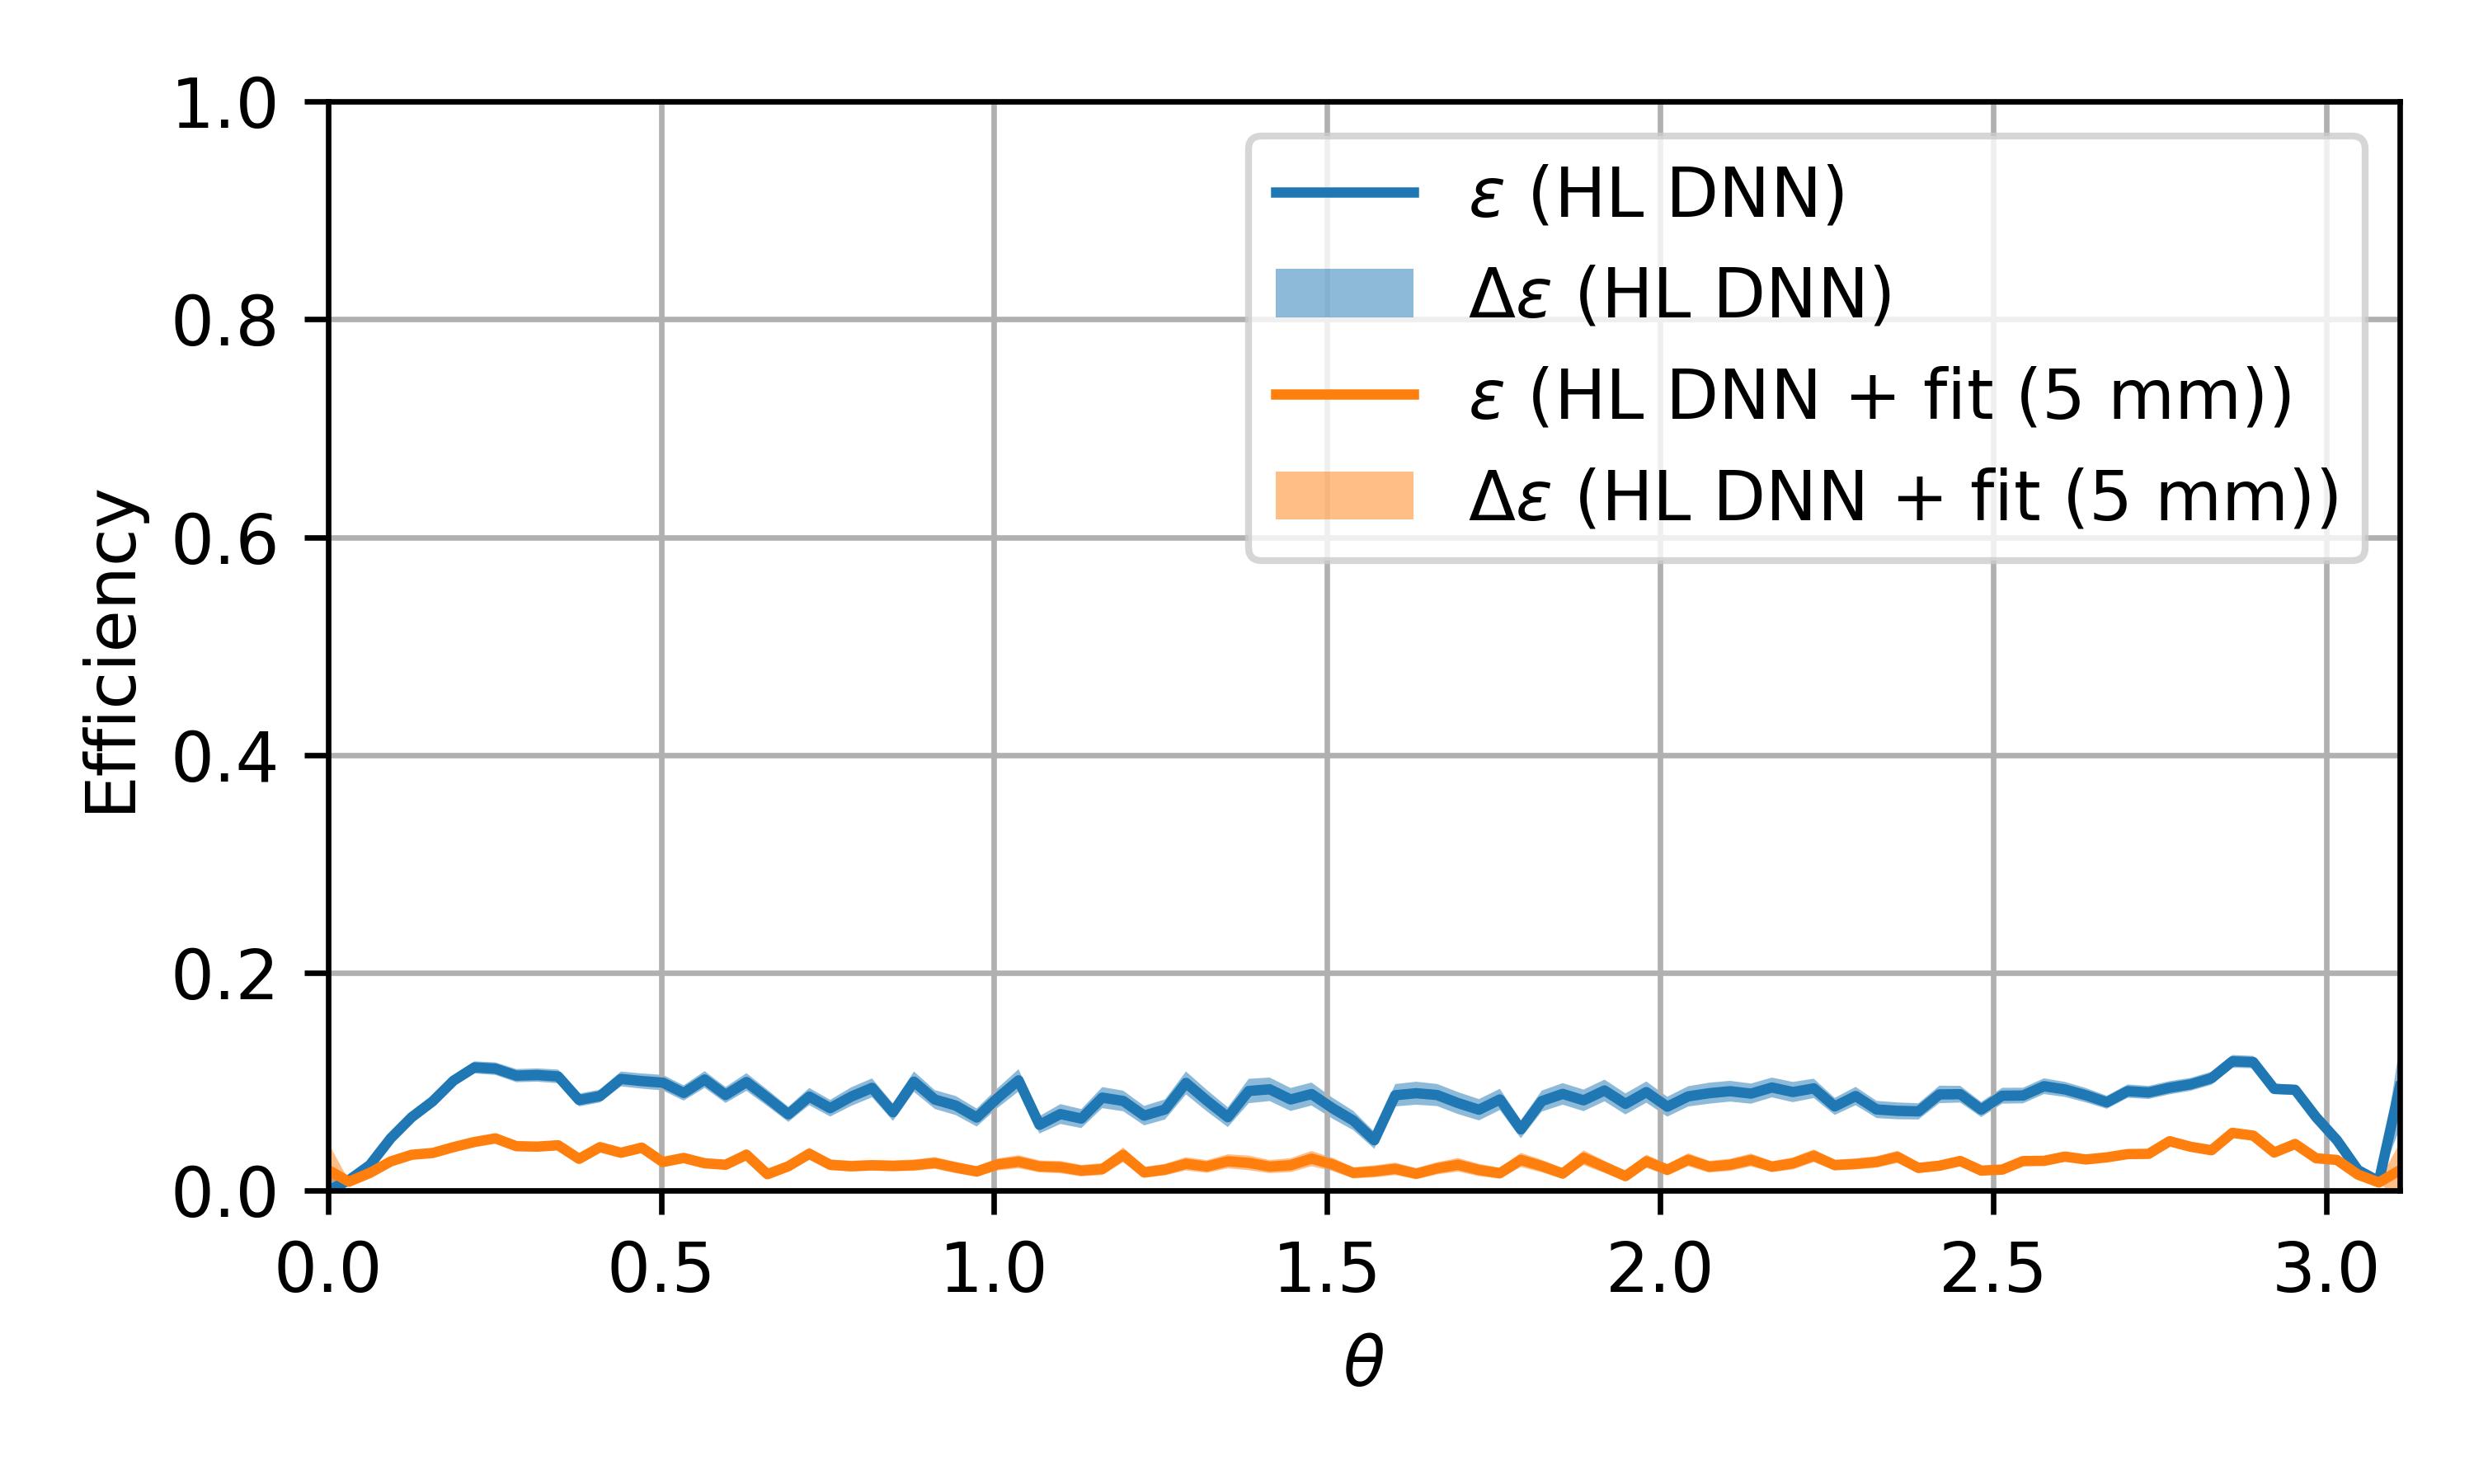 1.0
0.8
0.6
0.4
0.2
0.0
Efficiency
ε (HL DNN)
Δε (HL DNN)
ε (HL DNN + fit (5 mm))
Δε (HL DNN + fit (5 mm))
0.0 0.5 1.0 1.5 2.0 2.5 3.0
θ